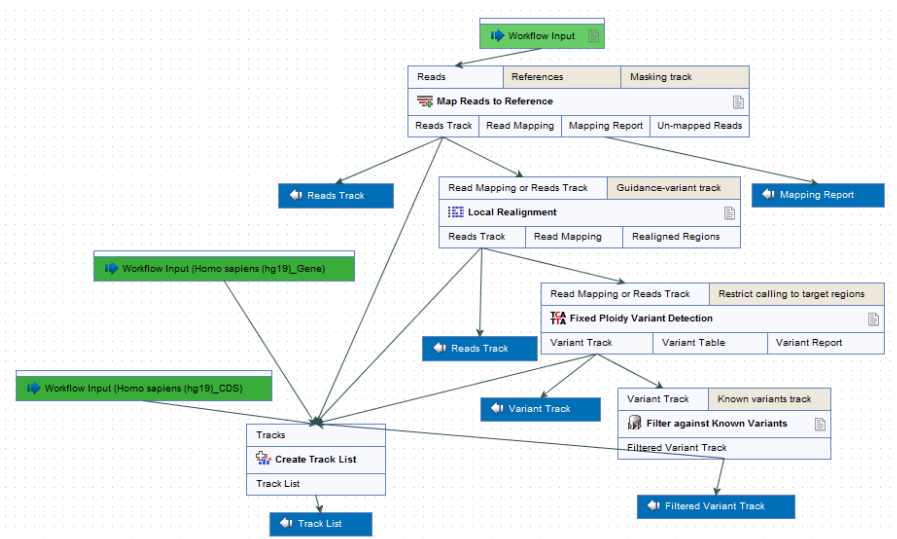 Workflow Input
Reads References Masking track
Map Reads to Reference
Reads Track Read Mapping Mapping Report Un-mapped Reads
Reads Track
Mapping Report
Read Mapping or Reads Track Guidance-variant track
Local Realignment
Reads Track Read Mapping Realigned Regions
Workflow Input (Homo sapiens (hg19)_Gene)
Read Mapping or Reads Track Restrict calling to target regions
TCA
TTA
Fixed Ploidy Variant Detection
Variant Track Variant Table Variant Report
Reads Track
Workflow Input (Homo sapiens (hg19)_CDS)
Variant Track
Variant Track Known variants track
Filter against Known Variants
Filtered Variant Track
Tracks
Create Track List
Track List
Filtered Variant Track
Track List